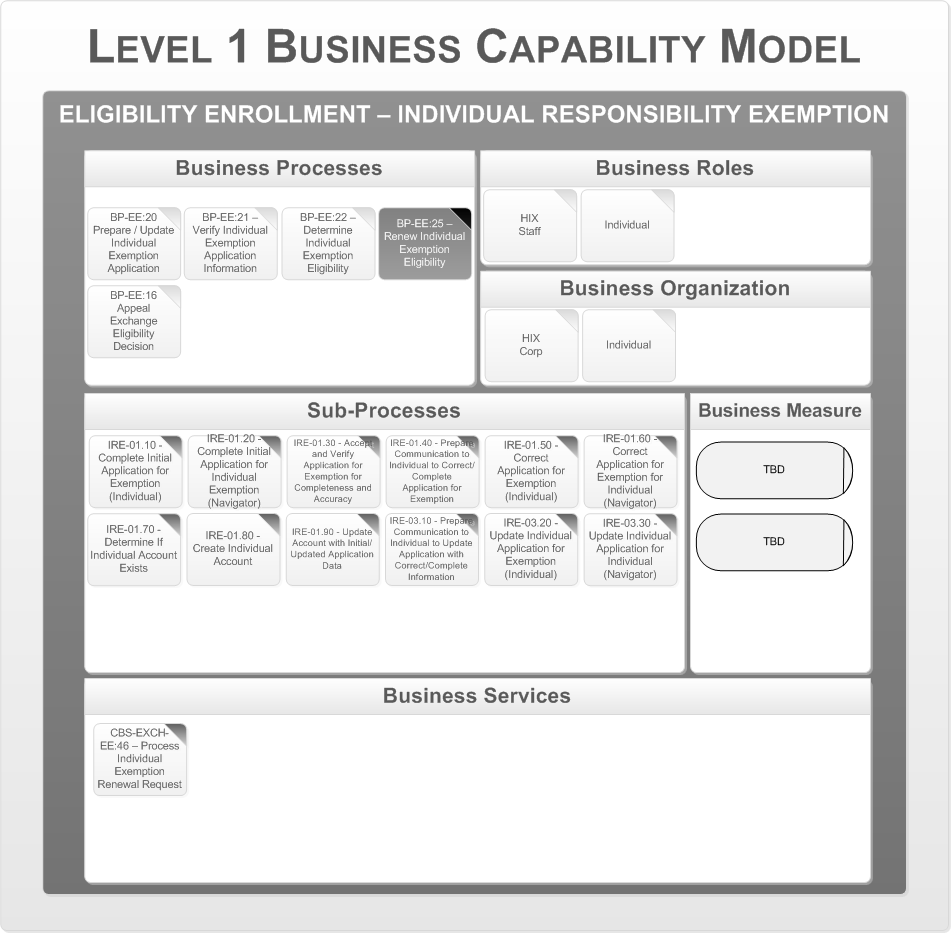 LEVEL 1 BUSINESS CAPABILITY MODEL
ELIGIBILITY ENROLLMENT – INDIVIDUAL RESPONSIBILITY EXEMPTION
Business Processes
BP-EE:20
Prepare / Update
Individual
Exemption
Application
BP-EE:21 –
Verify Individual
Exemption
Application
Information
BP-EE:22 –
Determine
Individual
Exemption
Eligibility
BP-EE:25 –
Renew Individual
Exemption
Eligibility
BP-EE:16
Appeal
Exchange
Eligibility
Decision
Business Roles
HIX
Staff
Individual
Business Organization
HIX
Corp
Individual
Sub-Processes
IRE-01.10 -
Complete Initial
Application for
Exemption
(Individual)
IRE-01.20 -
Complete Initial
Application for
Individual
Exemption
(Navigator)
IRE-01.30 - Accept
and Verify
Application for
Exemption for
Completeness and
Accuracy
IRE-01.40 - Prepare
Communication to
Individual to Correct/
Complete
Application for
Exemption
IRE-01.50 -
Correct
Application for
Exemption
(Individual)
IRE-01.60 -
Correct
Application for
Exemption for
Individual
(Navigator)
IRE-01.70 -
Determine If
Individual Account
Exists
IRE-01.80 -
Create Individual
Account
IRE-01.90 - Update
Account with Initial/
Updated Application
Data
IRE-03.10 - Prepare
Communication to
Individual to Update
Application with
Correct/Complete
Information
IRE-03.20 -
Update Individual
Application for
Exemption
(Individual)
IRE-03.30 -
Update Individual
Application for
Individual
(Navigator)
Business Measure
TBD
TBD
Business Services
CBS-EXCH-
EE:46 – Process
Individual
Exemption
Renewal Request